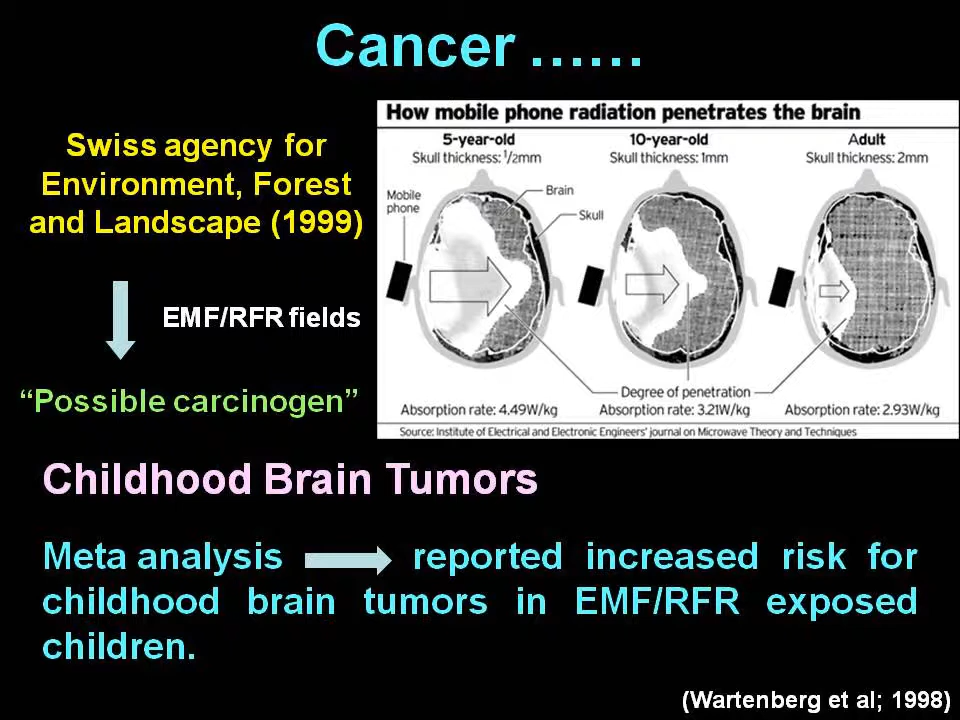 Cancer ......
Swiss agency for
Environment, Forest
and Landscape (1999)
EMF/RFR fields
“Possible carcinogen”
How mobile phone radiation penetrates the brain
5-year-old
Skull thickness: 1/2mm
10-year-old
Skull thickness: 1mm
Adult
Skull thickness: 2mm
Mobile
phone
Brain
Skull
Degree of penetration
Absorption rate: 4.49W/kg
Absorption rate: 3.21W/kg
Absorption rate: 2.93W/kg
Source: Institute of Electrical and Electronic Engineers' journal on Microwave Theory and Techniques
Childhood Brain Tumors
Meta analysis reported increased risk for
childhood brain tumors in EMF/RFR exposed
children.
(Wartenberg et al; 1998)